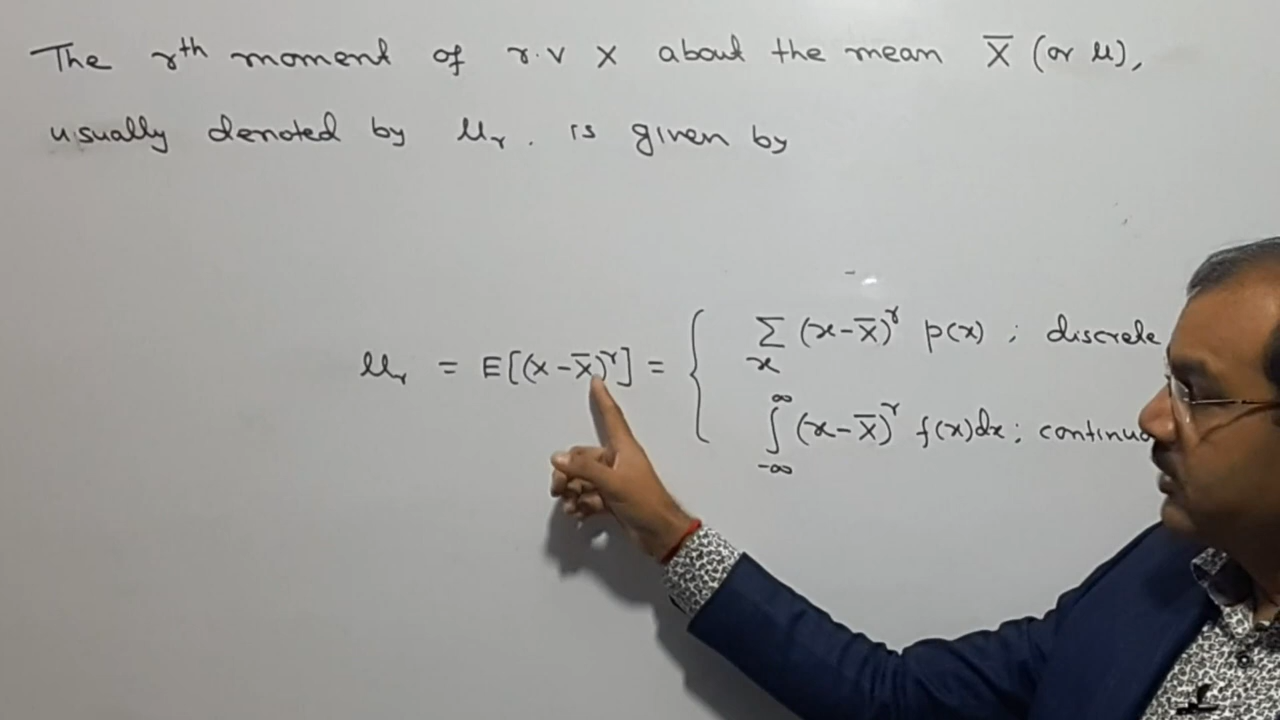 The rth moment of r.v X about the mean X̄ (or μ),
usually denoted by μᵣ. is given by
μᵣ = E[(x-x̄)ʳ] = { ∑ₓ (x-x̄)ʳ p(x) ; discrete
∫₋∞^∞ (x-x̄)ʳ f(x)dx ; continuo